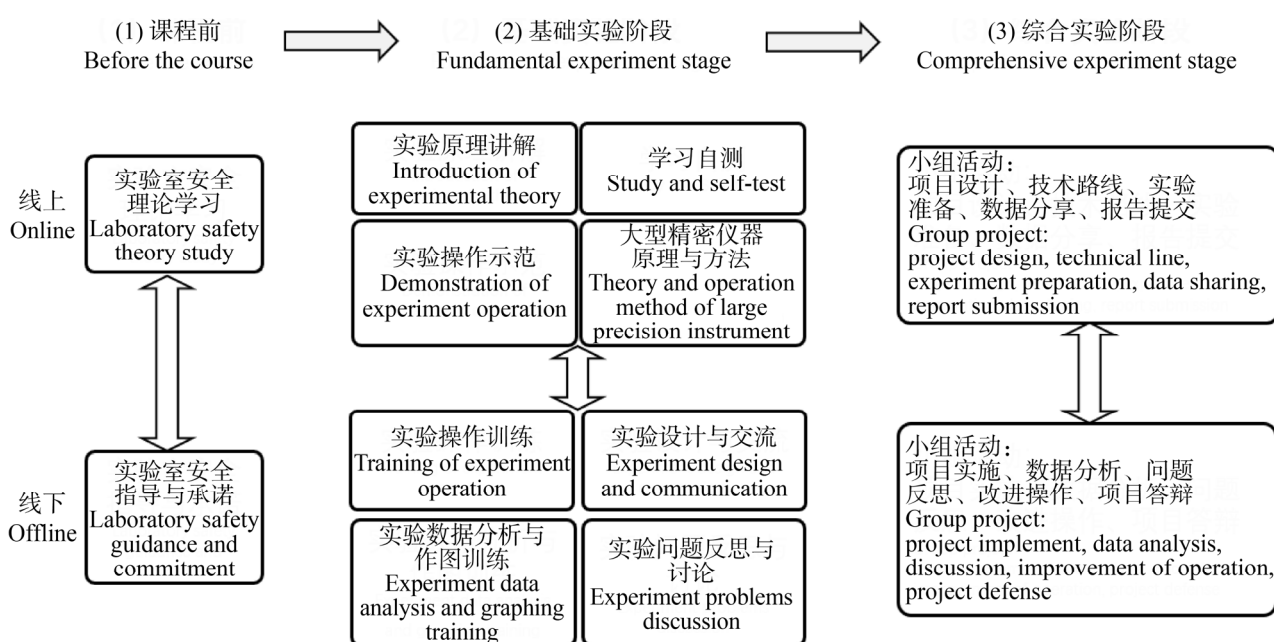 (1) 课程前
Before the course
(2) 基础实验阶段
Fundamental experiment stage
(3) 综合实验阶段
Comprehensive experiment stage
线上
Online
实验室安全
理论学习
Laboratory safety
theory study
实验原理讲解
Introduction of
experimental theory
学习自测
Study and self-test
实验操作示范
Demonstration of
experiment operation
大型精密仪器
原理与方法
Theory and operation
method of large
precision instrument
小组活动：
项目设计、技术路线、实验
准备、数据分享、报告提交
Group project:
project design, technical line,
experiment preparation, data sharing,
report submission
线下
Offline
实验室安全
指导与承诺
Laboratory safety
guidance and
commitment
实验操作训练
Training of experiment
operation
实验设计与交流
Experiment design
and communication
实验数据分析与
作图训练
Experiment data
analysis and graphing
training
实验问题反思与
讨论
Experiment problems
discussion
小组活动：
项目实施、数据分析、问题
反思、改进操作、项目答辩
Group project:
project implement, data analysis,
discussion, improvement of operation,
project defense